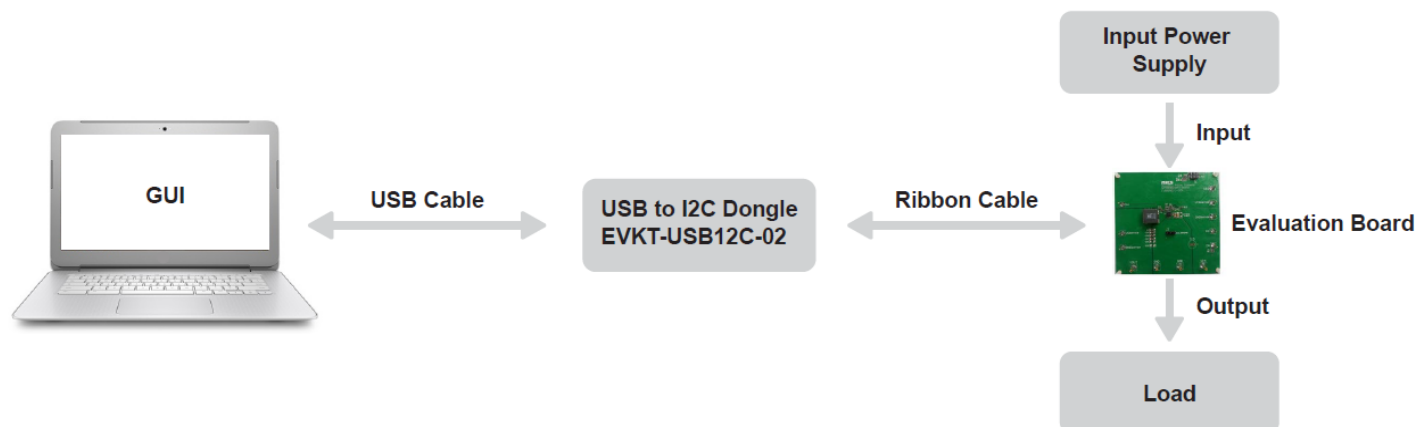 Input Power
Supply
Input
GUI
USB Cable
USB to I2C Dongle
EVKT-USB12C-02
Ribbon Cable
Evaluation Board
Output
Load